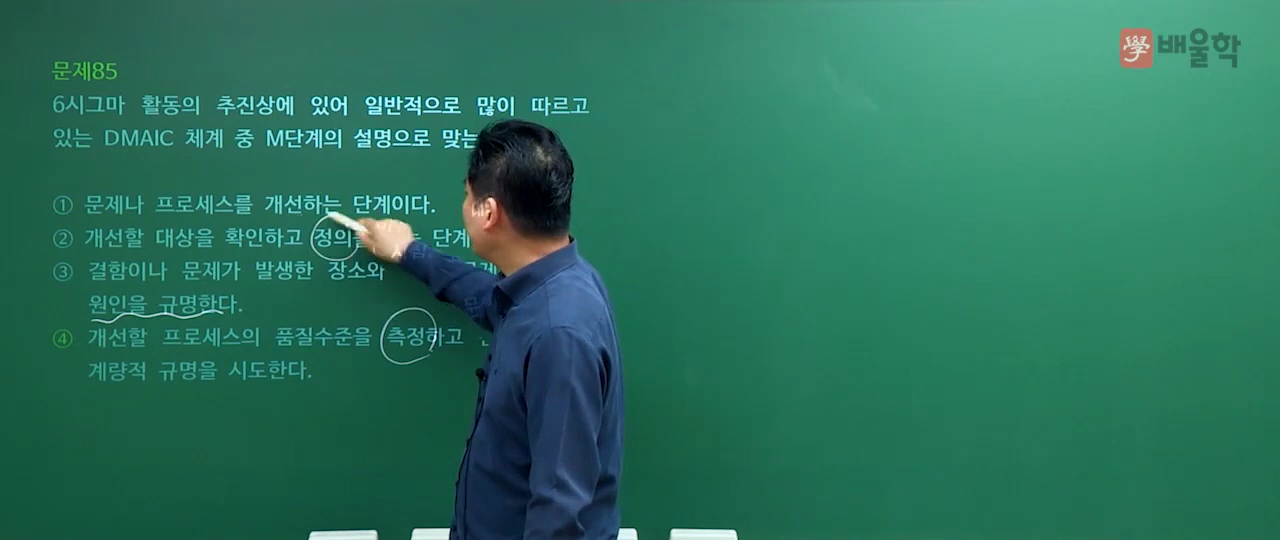 學 배울학
문제85
6시그마 활동의 추진상에 있어 일반적으로 많이 따르고
있는 DMAIC 체계 중 M단계의 설명으로 맞는
① 문제나 프로세스를 개선하는 단계이다.
② 개선할 대상을 확인하고 정의를 단계
③ 결함이나 문제가 발생한 장소와
원인을 규명한다.
④ 개선할 프로세스의 품질수준을 측정하고
계량적 규명을 시도한다.